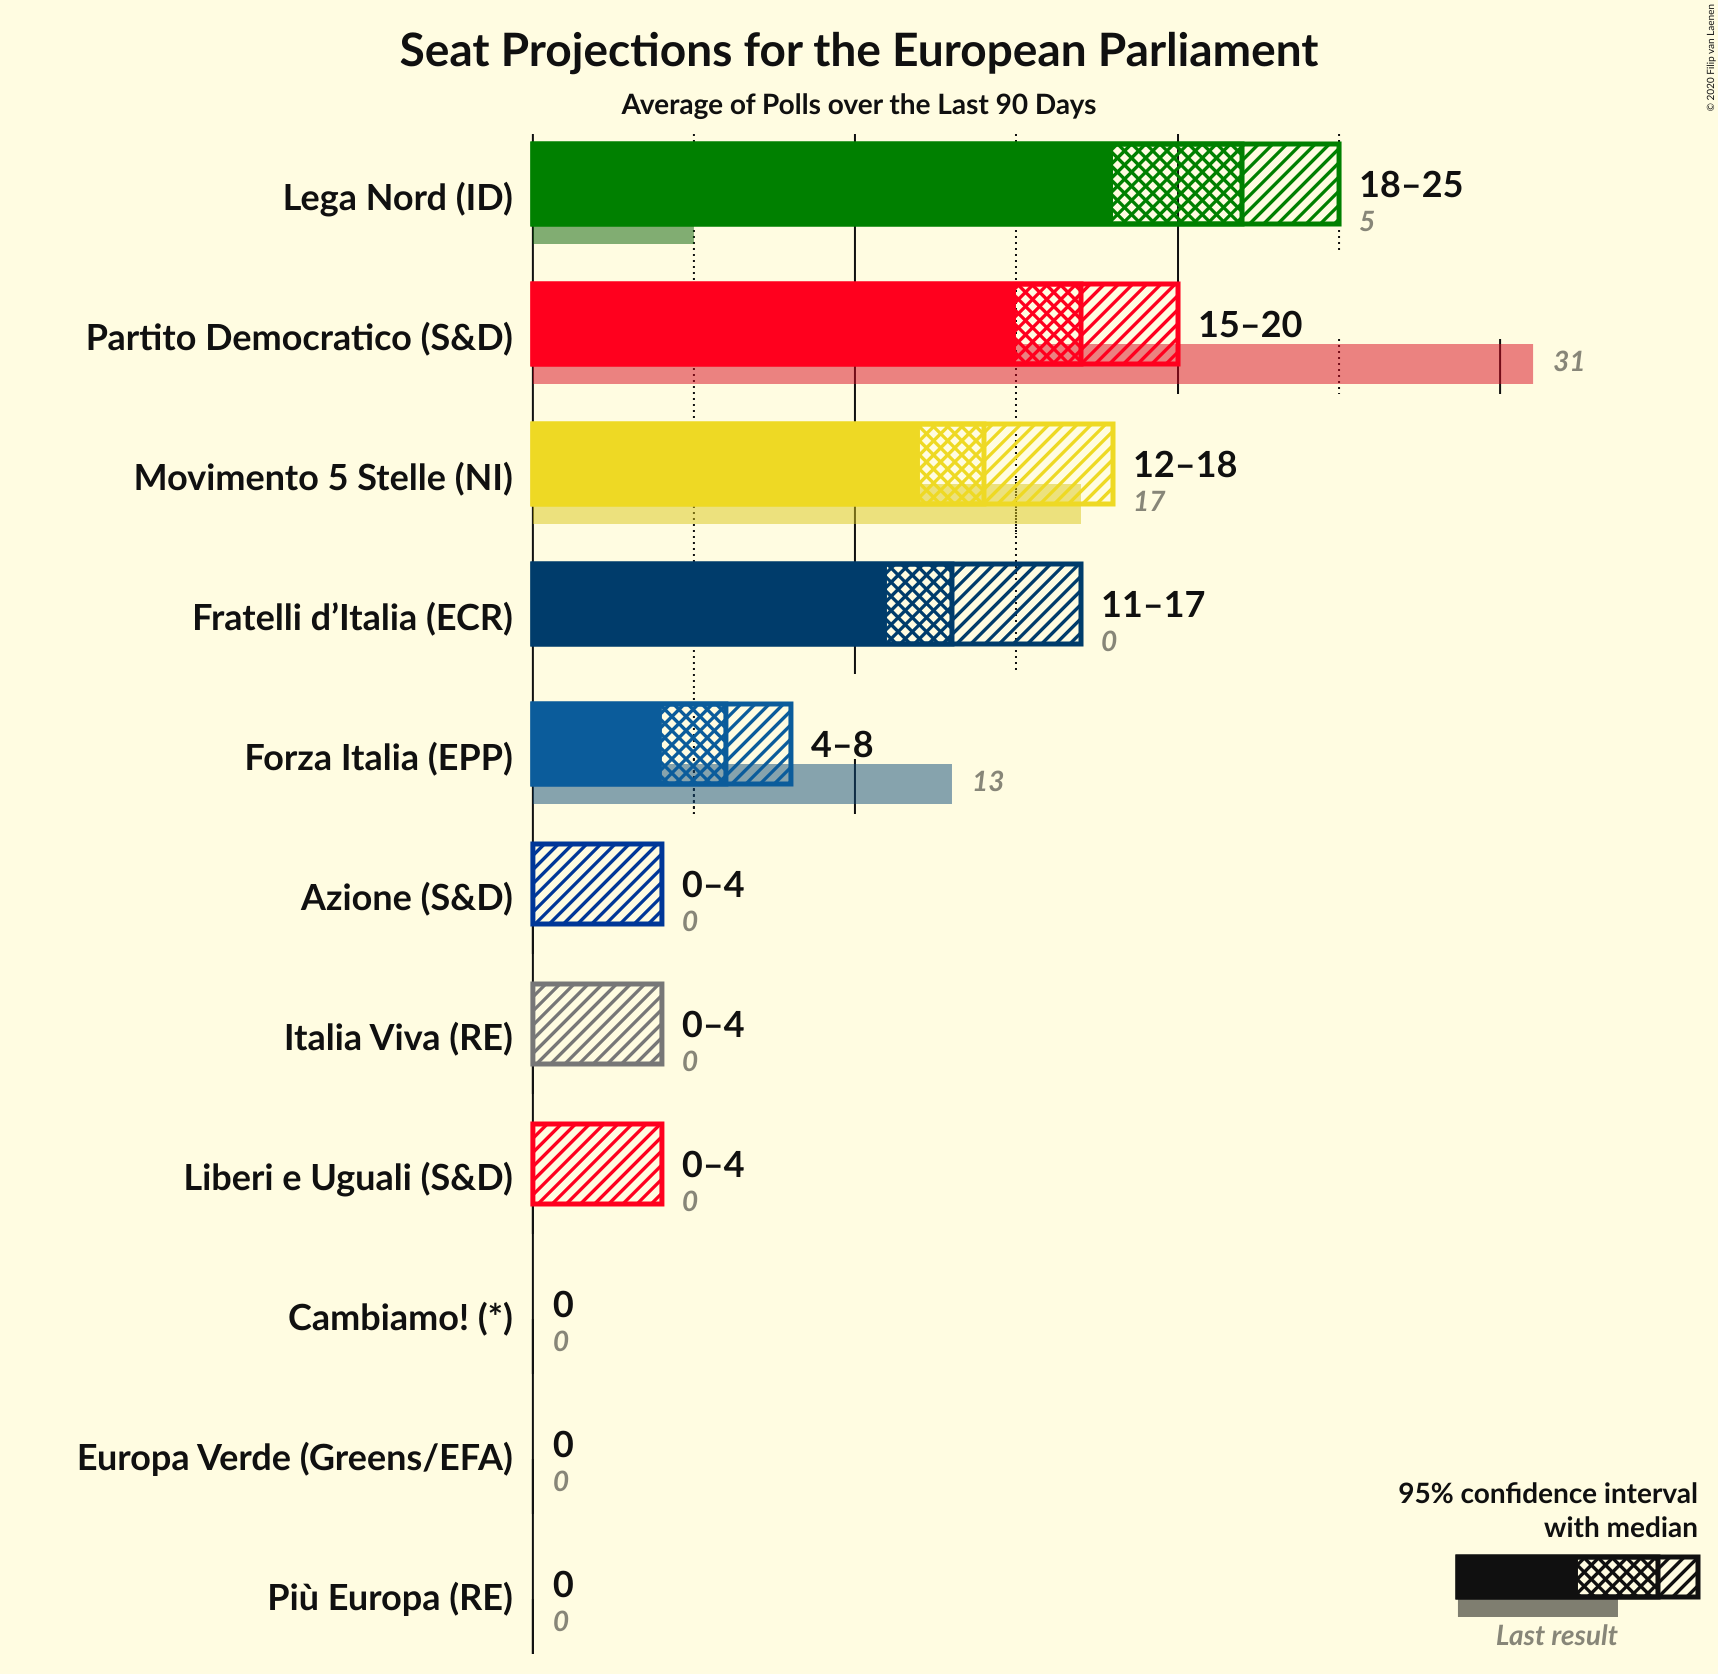 Seat Projections for the European Parliament
Average of Polls over the Last 90 Days
© 2020 Filip van Laenen
Lega Nord (ID)
18–25
5
Partito Democratico (S&D)
15–20
31
Movimento 5 Stelle (NI)
12–18
17
Fratelli d’Italia (ECR)
11–17
0
Forza Italia (EPP)
4–8
13
Azione (S&D)
0–4
0
Italia Viva (RE)
0–4
0
Liberi e Uguali (S&D)
0–4
0
Cambiamo! (*)
0
0
Europa Verde (Greens/EFA)
0
0
Più Europa (RE)
0
0
95% confidence interval
with median
Last result